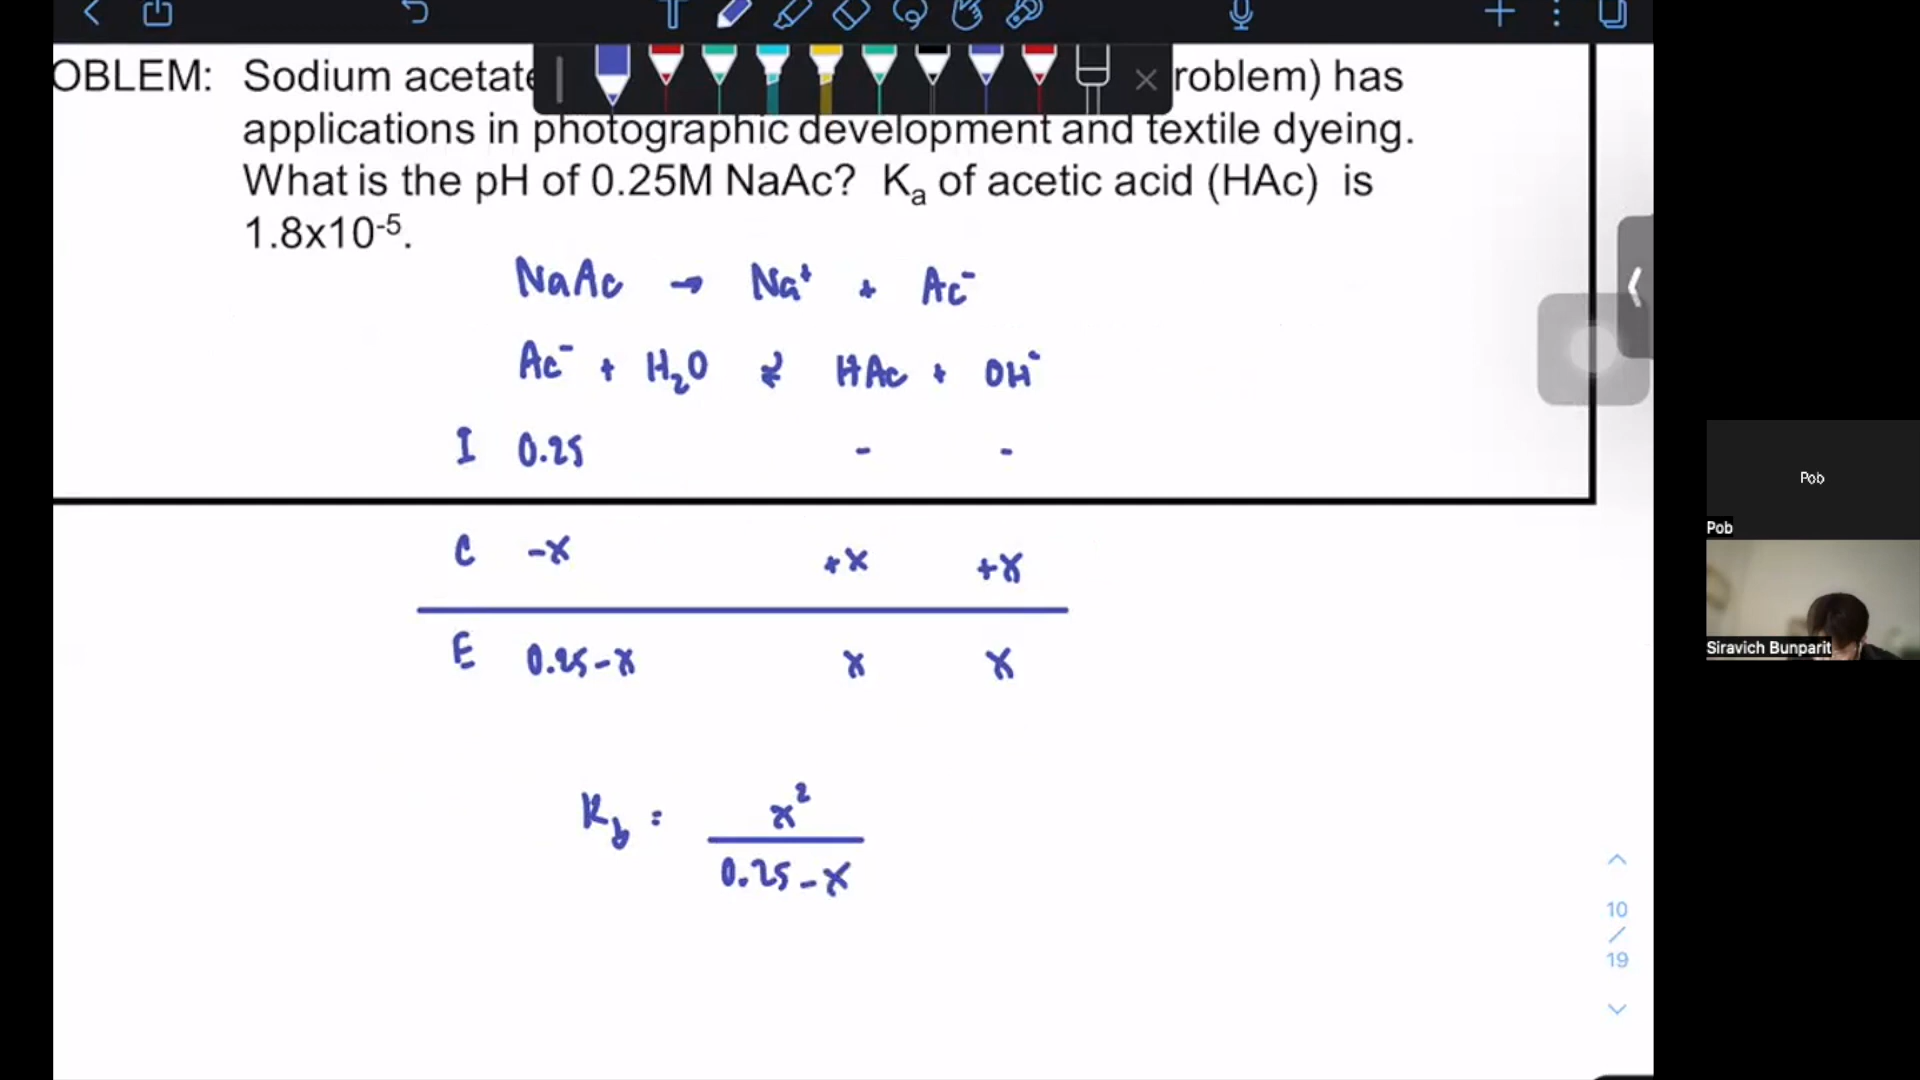 OBLEM: Sodium acetate roblem) has
applications in photographic development and textile dyeing.
What is the pH of 0.25M NaAc? Kₐ of acetic acid (HAc) is
1.8x10⁻⁵.
NaAc → Na⁺ + Ac⁻
Ac⁻ + H₂O ⇌ HAc + OH⁻
I 0.25 - -
C -x +x +x
E 0.25-x x x
K_b = x² / 0.25-x
10
/
19
Pob
Pob
Siravich Bunparit